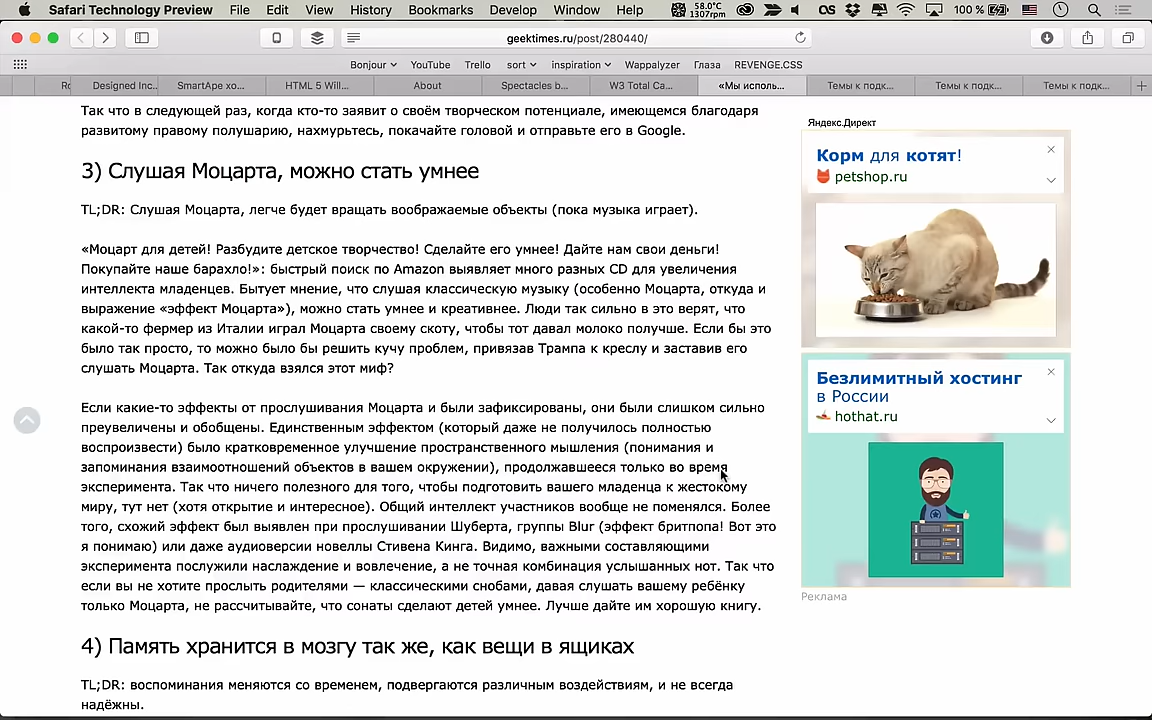 Safari Technology Preview File Edit View History Bookmarks Develop Window Help 58.0°C 1307rpm 100 %
geektimes.ru/post/280440/
Bonjour YouTube Trello sort inspiration Wappalyzer Глаза REVENGE.CSS
Ro Designed Inc... SmartApe хо... HTML 5 Will... About Spectacles b... W3 Total Ca... «Мы исполь... Темы к подк... Темы к подк... Темы к подк...
Так что в следующей раз, когда кто-то заявит о своём творческом потенциале, имеющемся благодаря
развитому правому полушарию, нахмурьтесь, покачайте головой и отправьте его в Google.
3) Слушая Моцарта, можно стать умнее
TL;DR: Слушая Моцарта, легче будет вращать воображаемые объекты (пока музыка играет).
«Моцарт для детей! Разбудите детское творчество! Сделайте его умнее! Дайте нам свои деньги!
Покупайте наше барахло!»: быстрый поиск по Amazon выявляет много разных CD для увеличения
интеллекта младенцев. Бытует мнение, что слушая классическую музыку (особенно Моцарта, откуда и
выражение «эффект Моцарта»), можно стать умнее и креативнее. Люди так сильно в это верят, что
какой-то фермер из Италии играл Моцарта своему скоту, чтобы тот давал молоко получше. Если бы это
было так просто, то можно было бы решить кучу проблем, привязав Трампа к креслу и заставив его
слушать Моцарта. Так откуда взялся этот миф?
Если какие-то эффекты от прослушивания Моцарта и были зафиксированы, они были слишком сильно
преувеличены и обобщены. Единственным эффектом (который даже не получилось полностью
воспроизвести) было кратковременное улучшение пространственного мышления (понимания и
запоминания взаимоотношений объектов в вашем окружении), продолжавшееся только во время
эксперимента. Так что ничего полезного для того, чтобы подготовить вашего младенца к жестокому
миру, тут нет (хотя открытие и интересное). Общий интеллект участников вообще не поменялся. Более
того, схожий эффект был выявлен при прослушивании Шуберта, группы Blur (эффект бритпопа! Вот это
я понимаю) или даже аудиоверсии новеллы Стивена Кинга. Видимо, важными составляющими
эксперимента послужили наслаждение и вовлечение, а не точная комбинация услышанных нот. Так что
если вы не хотите прослыть родителями — классическими снобами, давая слушать вашему ребёнку
только Моцарта, не рассчитывайте, что сонаты сделают детей умнее. Лучше дайте им хорошую книгу.
4) Память хранится в мозгу так же, как вещи в ящиках
TL;DR: воспоминания меняются со временем, подвергаются различным воздействиям, и не всегда
надёжны.
Яндекс.Директ
Корм для котят!
petshop.ru
Безлимитный хостинг
в России
hothat.ru
Реклама